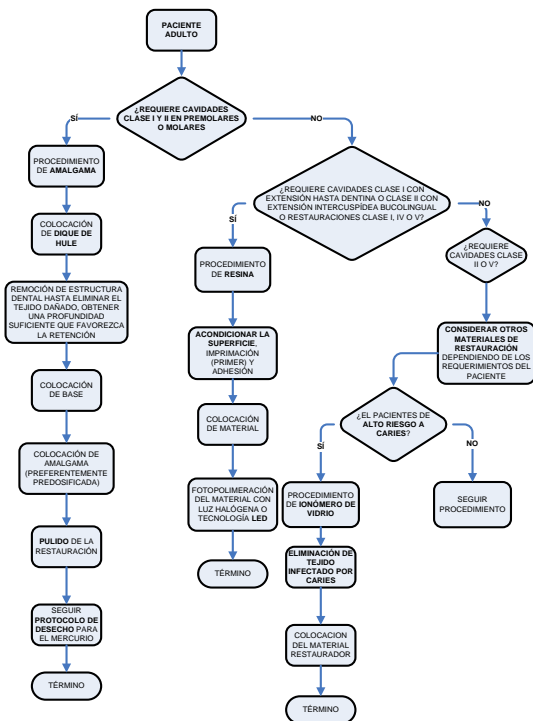 PACIENTE
ADULTO
¿REQUIERE CAVIDADES
CLASE I Y II EN PREMOLARES
O MOLARES
SÍ
NO
PROCEDIMIENTO
DE AMALGAMA
COLOCACIÓN
DE DIQUE DE
HULE
REMOCIÓN DE ESTRUCTURA
DENTAL HASTA ELIMINAR EL
TEJIDO DAÑADO, OBTENER
UNA PROFUNDIDAD
SUFICIENTE QUE FAVOREZCA
LA RETENCIÓN
COLOCACIÓN
DE BASE
COLOCACIÓN DE
AMALGAMA
(PREFERENTEMENTE
PREDOSIFICADA)
PULIDO DE LA
RESTAURACIÓN
SEGUIR
PROTOCOLO DE
DESECHO PARA
EL MERCURIO
TÉRMINO
¿REQUIERE CAVIDADES CLASE I CON
EXTENSIÓN HASTA DENTINA O CLASE II CON
EXTENSIÓN INTERCUSPÍDEA BUCOLINGUAL
O RESTAURACIONES CLASE I, IV O V?
SÍ
NO
PROCEDIMIENTO
DE RESINA
ACONDICIONAR LA
SUPERFICIE,
IMPRIMACIÓN
(PRIMER) Y
ADHESIÓN
COLOCACIÓN
DE MATERIAL
FOTOPOLIMERACIÓN
DEL MATERIAL CON
LUZ HALÓGENA O
TECNOLOGÍA LED
TÉRMINO
¿REQUIERE
CAVIDADES CLASE
II O V?
CONSIDERAR OTROS
MATERIALES DE
RESTAURACIÓN
DEPENDIENDO DE LOS
REQUERIMIENTOS DEL
PACIENTE
¿EL PACIENTES DE
ALTO RIESGO A
CARIES?
SÍ
NO
PROCEDIMIENTO
DE IONÓMERO DE
VIDRIO
ELIMINACIÓN DE
TEJIDO
INFECTADO POR
CARIES
COLOCACION
DEL MATERIAL
RESTAURADOR
TÉRMINO
SEGUIR
PROCEDIMIENTO